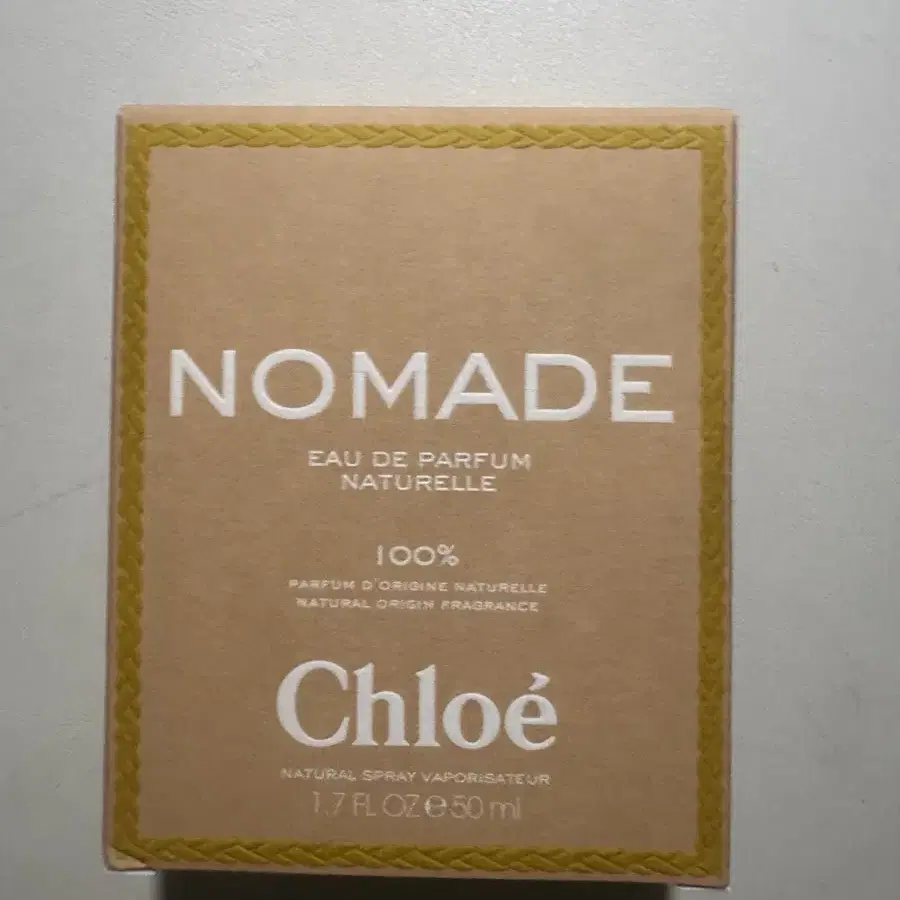 NOMADE
EAU DE PARFUM
NATURELLE
100%
PARFUM D'ORIGINE NATURELLE
NATURAL ORIGIN FRAGRANCE
Chloé
NATURAL SPRAY VAPORISATEUR
1.7 FL OZ ℮ 50 ml